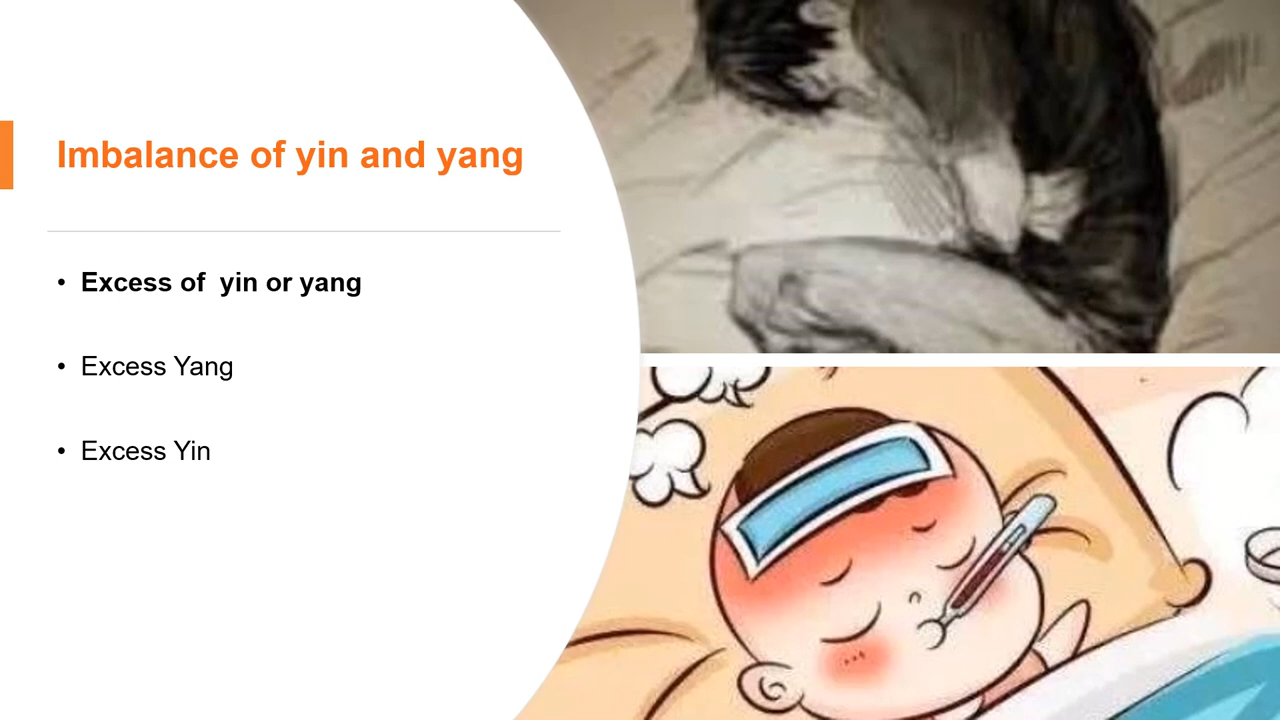 Imbalance of yin and yang
• Excess of  yin or yang
• Excess Yang
• Excess Yin